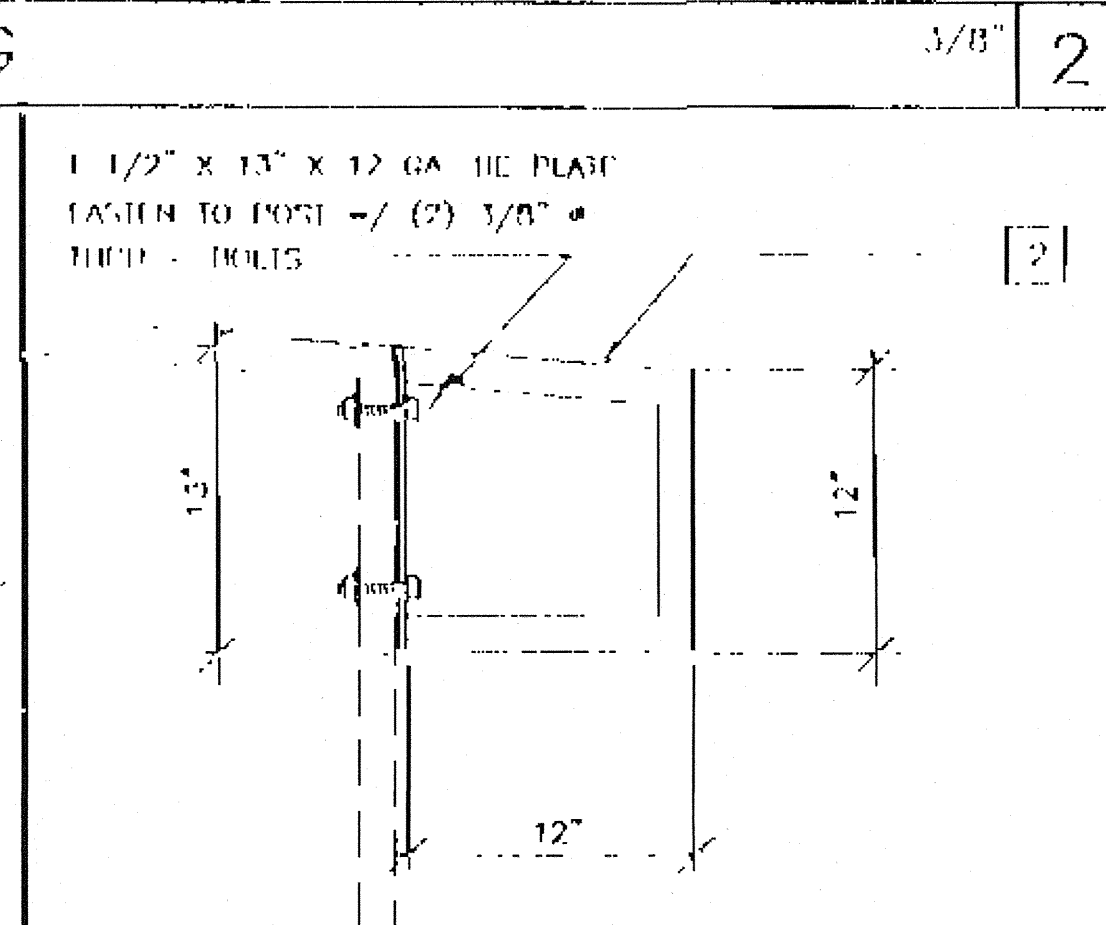 3/8" 2
1 1/2" X 13" X 12 GA TIE PLATE
FASTEN TO POST W/ (2) 3/8" ø
THRU - BOLTS
2
13"
12"
12"